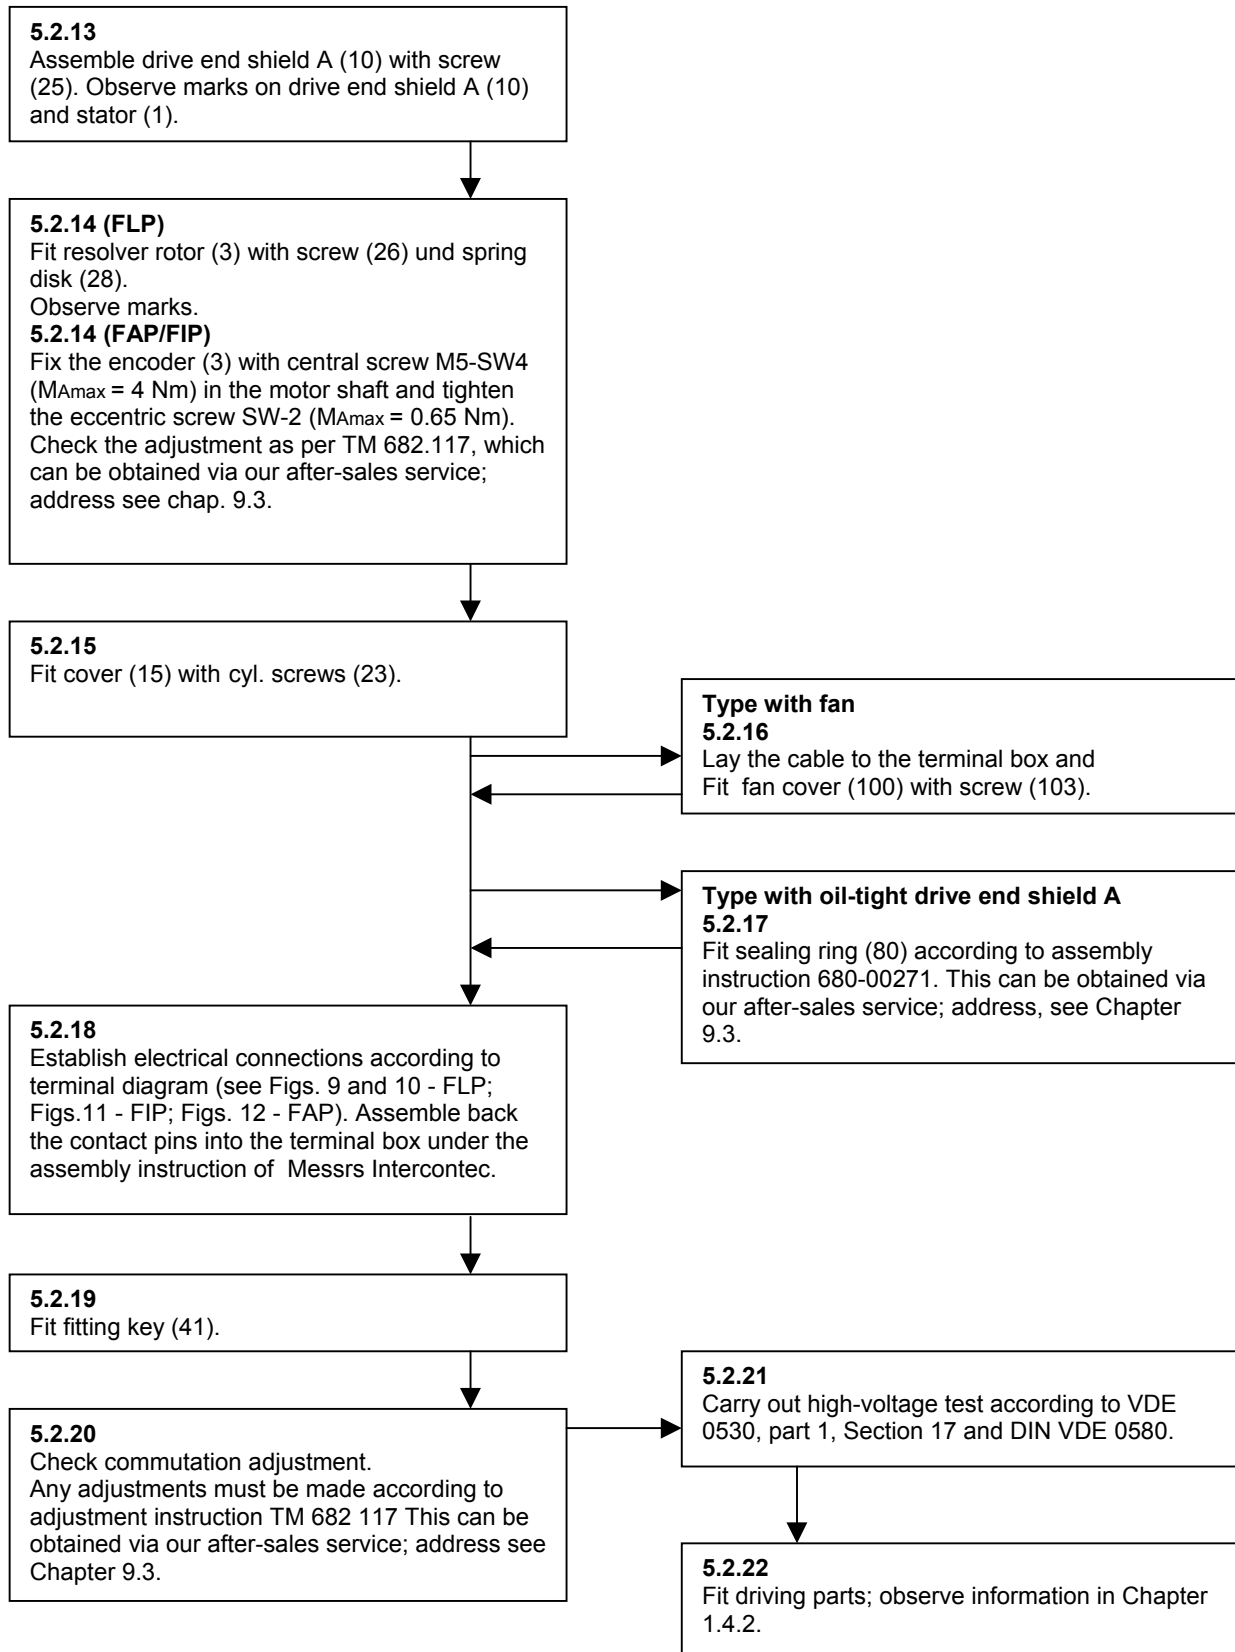 5.2.13
Assemble drive end shield A (10) with screw
(25). Observe marks on drive end shield A (10)
and stator (1).
5.2.14 (FLP)
Fit resolver rotor (3) with screw (26) und spring
disk (28).
Observe marks.
5.2.14 (FAP/FIP)
Fix the encoder (3) with central screw M5-SW4
(MAmax = 4 Nm) in the motor shaft and tighten
the eccentric screw SW-2 (MAmax = 0.65 Nm).
Check the adjustment as per TM 682.117, which
can be obtained via our after-sales service;
address see chap. 9.3.
5.2.15
Fit cover (15) with cyl. screws (23).
Type with fan
5.2.16
Lay the cable to the terminal box and
Fit fan cover (100) with screw (103).
Type with oil-tight drive end shield A
5.2.17
Fit sealing ring (80) according to assembly
instruction 680-00271. This can be obtained via
our after-sales service; address, see Chapter
9.3.
5.2.18
Establish electrical connections according to
terminal diagram (see Figs. 9 and 10 - FLP;
Figs.11 - FIP; Figs. 12 - FAP). Assemble back
the contact pins into the terminal box under the
assembly instruction of Messrs Intercontec.
5.2.19
Fit fitting key (41).
5.2.20
Check commutation adjustment.
Any adjustments must be made according to
adjustment instruction TM 682 117 This can be
obtained via our after-sales service; address see
Chapter 9.3.
5.2.21
Carry out high-voltage test according to VDE
0530, part 1, Section 17 and DIN VDE 0580.
5.2.22
Fit driving parts; observe information in Chapter
1.4.2.